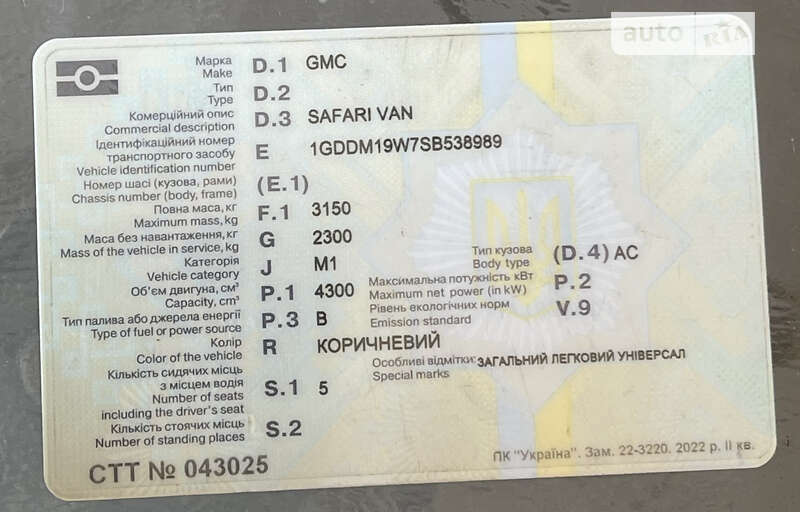 auto RIA
Марка D.1 GMC
Make
Тип D.2
Type
Комерційний опис D.3 SAFARI VAN
Commercial description
Ідентифікаційний номер
транспортного засобу E 1GDDM19W7SB538989
Vehicle identification number
Номер шасі (кузова, рами) (E.1)
Chassis number (body, frame)
Повна маса, кг F.1 3150
Maximum mass, kg
Маса без навантаження, кг G 2300
Mass of the vehicle in service, kg
Категорія J M1
Vehicle category
Тип кузова (D.4) AC
Body type
Об'єм двигуна, см³ P.1 4300
Capacity, cm³
Максимальна потужність кВт P.2
Maximum net power (in kW)
Тип палива або джерела енергії P.3 B
Type of fuel or power source
Рівень екологічних норм V.9
Emission standard
Колір R КОРИЧНЕВИЙ
Color of the vehicle
Особливі відмітки: ЗАГАЛЬНИЙ ЛЕГКОВИЙ УНІВЕРСАЛ
Special marks
Кількість сидячих місць
з місцем водія S.1 5
Number of seats
including the driver's seat
Кількість стоячих місць S.2
Number of standing places
СТТ № 043025
ПК "Україна". Зам. 22-3220. 2022 р. II кв.